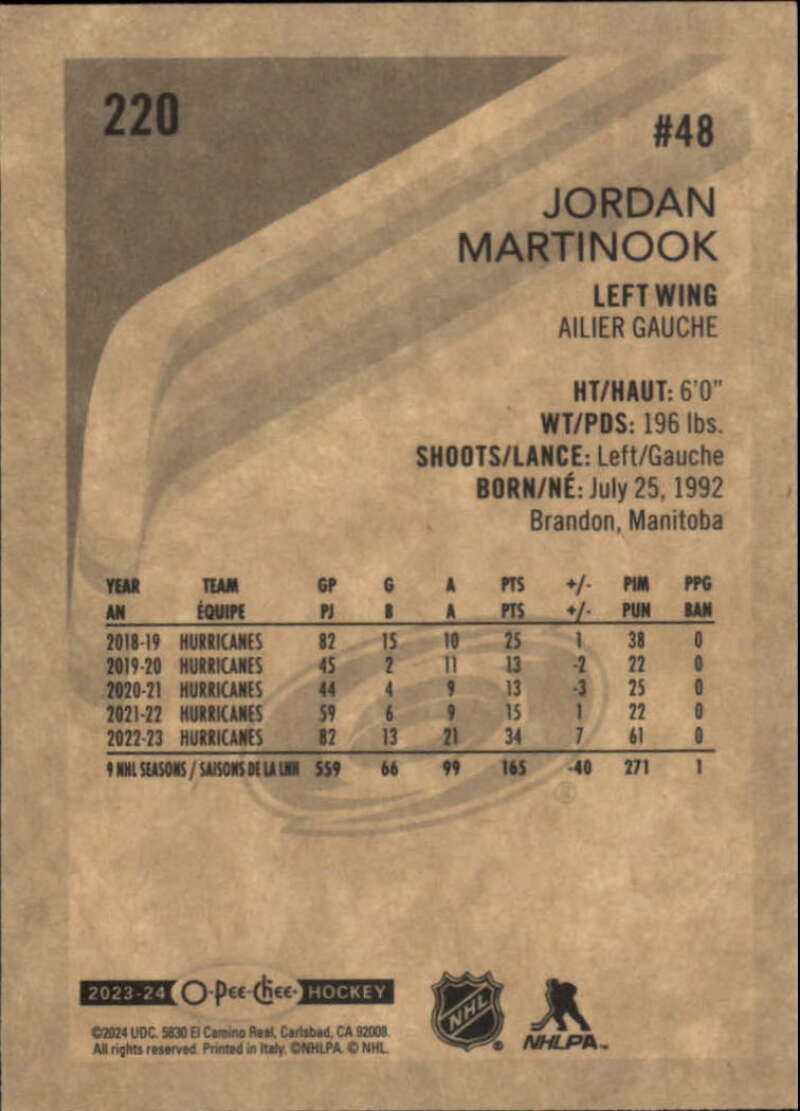 220
#48
JORDAN
MARTINOOK
LEFT WING
AILIER GAUCHE
HT/HAUT: 6'0"
WT/PDS: 196 lbs.
SHOOTS/LANCE: Left/Gauche
BORN/NÉ: July 25, 1992
Brandon, Manitoba
YEAR TEAM GP G A PTS +/- PIM PPG
AN ÉQUIPE PJ B A PTS +/- PUN BAN
2018-19 HURRICANES 82 15 10 25 1 38 0
2019-20 HURRICANES 45 2 11 13 -2 22 0
2020-21 HURRICANES 44 4 9 13 -3 25 0
2021-22 HURRICANES 59 6 9 15 1 22 0
2022-23 HURRICANES 82 13 21 34 7 61 0
9 NHL SEASONS / SAISONS DE LA LNH 559 66 99 165 -40 271 1
®
2023-24 O-Pee-Chee- HOCKEY
©2024 UDC. 5830 El Camino Real, Carlsbad, CA 92008.
All rights reserved. Printed in Italy. ©NHLPA. © NHL.
NHL ®
NHLPA™